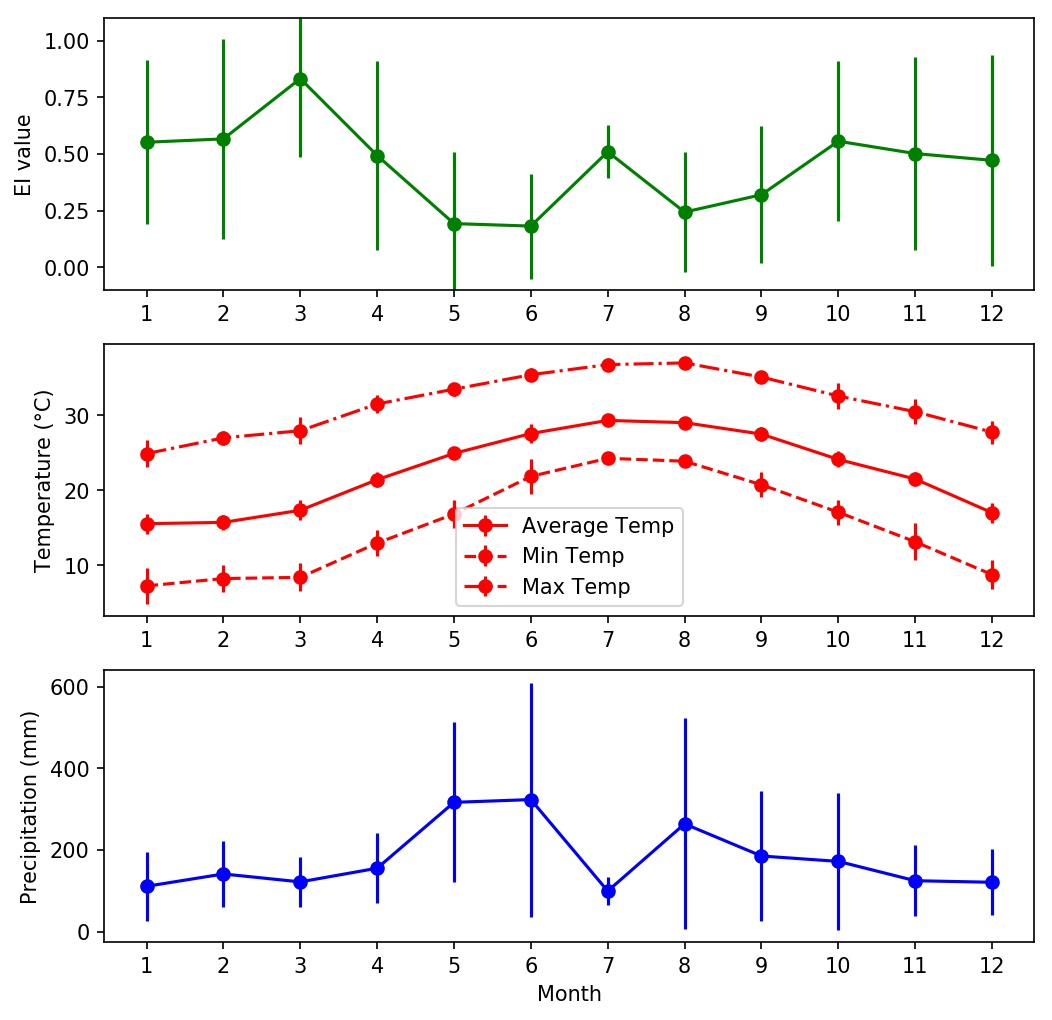 EI value
1.00
0.75
0.50
0.25
0.00
1 2 3 4 5 6 7 8 9 10 11 12
Temperature (°C)
30
20
10
Average Temp
Min Temp
Max Temp
1 2 3 4 5 6 7 8 9 10 11 12
Precipitation (mm)
600
400
200
0
1 2 3 4 5 6 7 8 9 10 11 12
Month